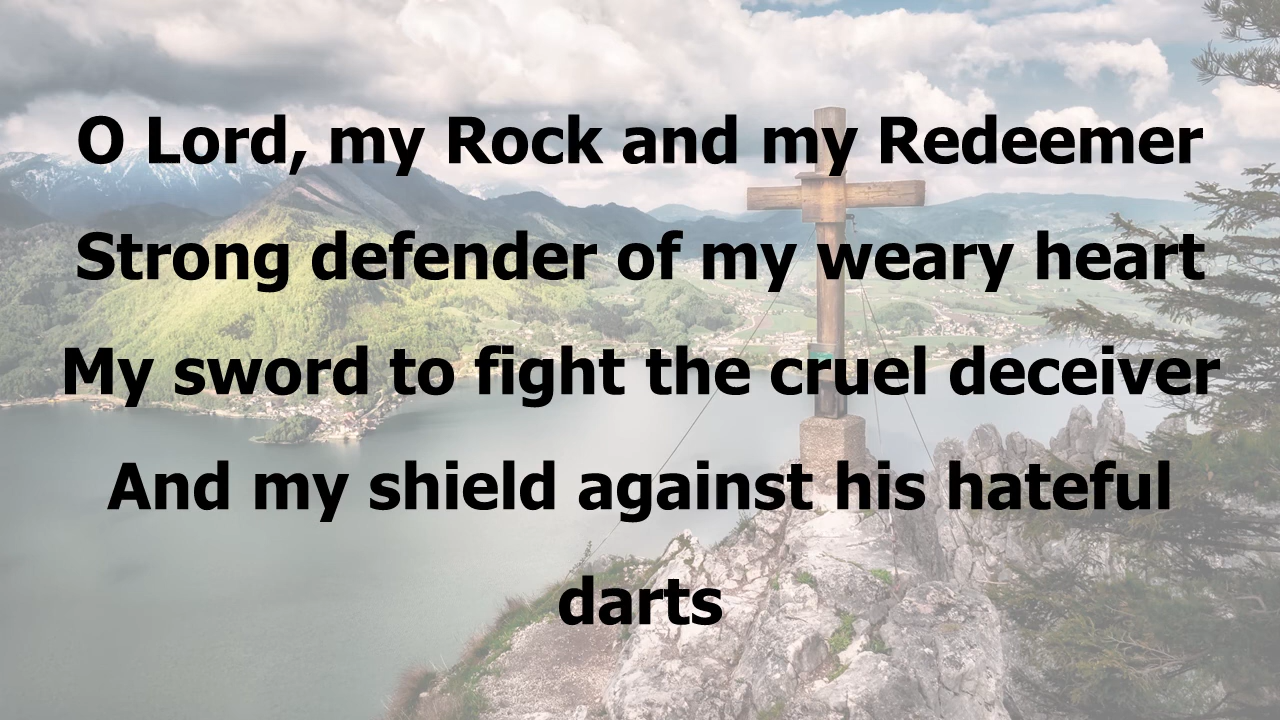 O Lord, my Rock and my Redeemer
Strong defender of my weary heart
My sword to fight the cruel deceiver
And my shield against his hateful
darts